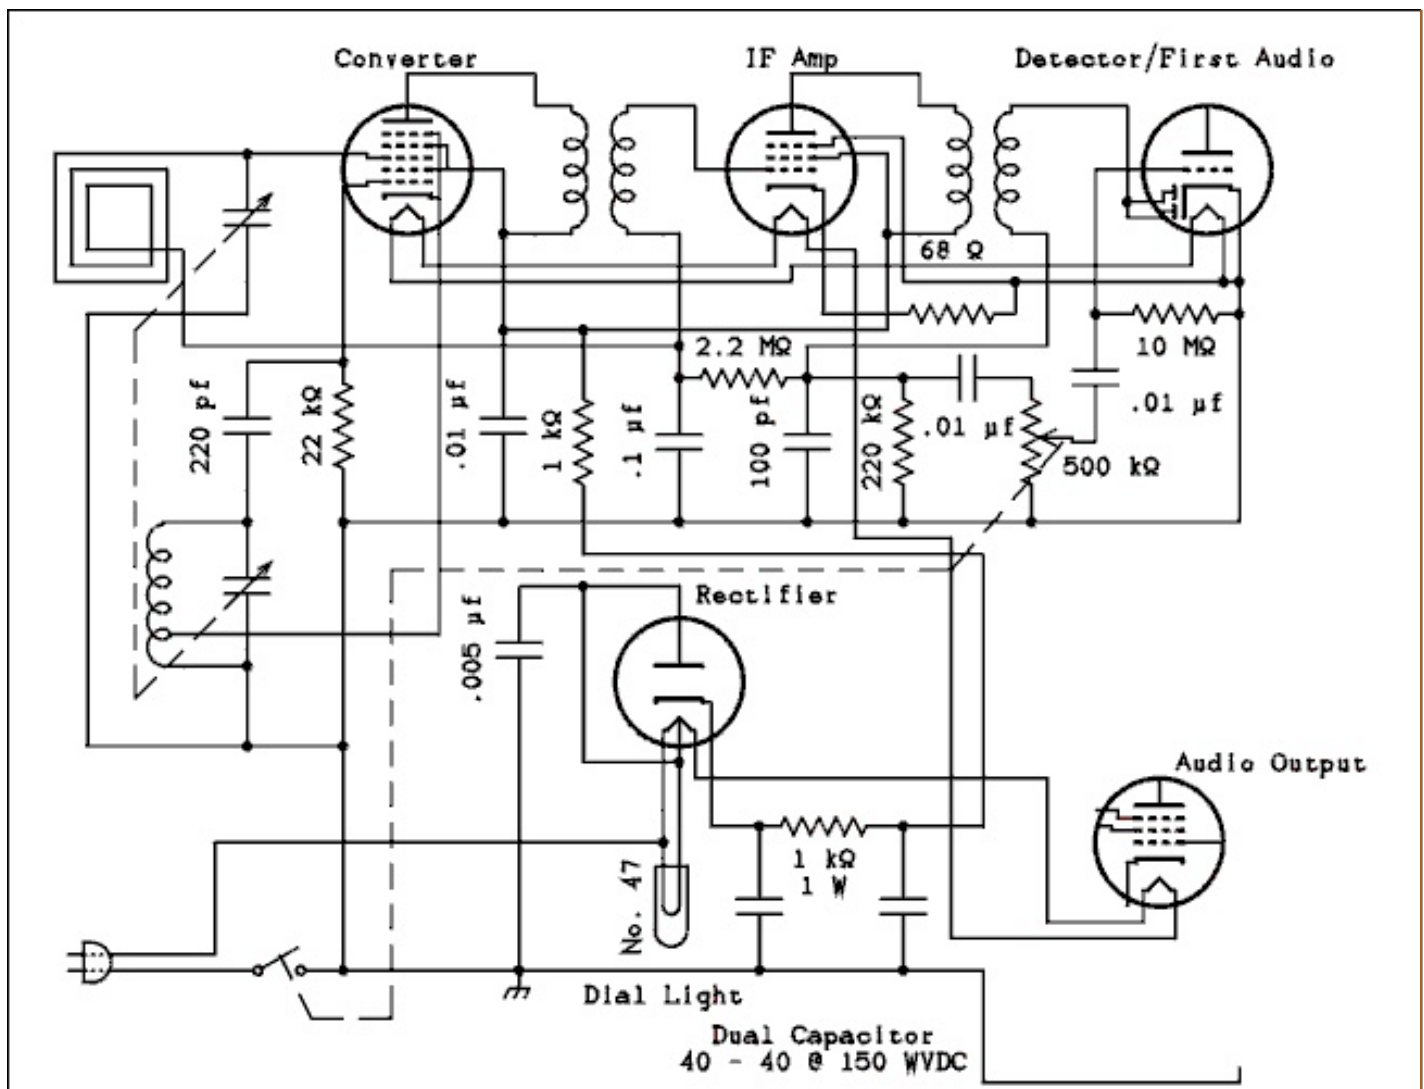 Converter
IF Amp
Detector/First Audio
68 Ω
2.2 MΩ
10 MΩ
220 pf
22 kΩ
.01 µf
1 kΩ
.1 µf
100 pf
220 kΩ
.01 µf
500 kΩ
.01 µf
Rectifier
.005 µf
Audio Output
1 kΩ
1 W
No. 47
Dial Light
Dual Capacitor
40 - 40 @ 150 WVDC